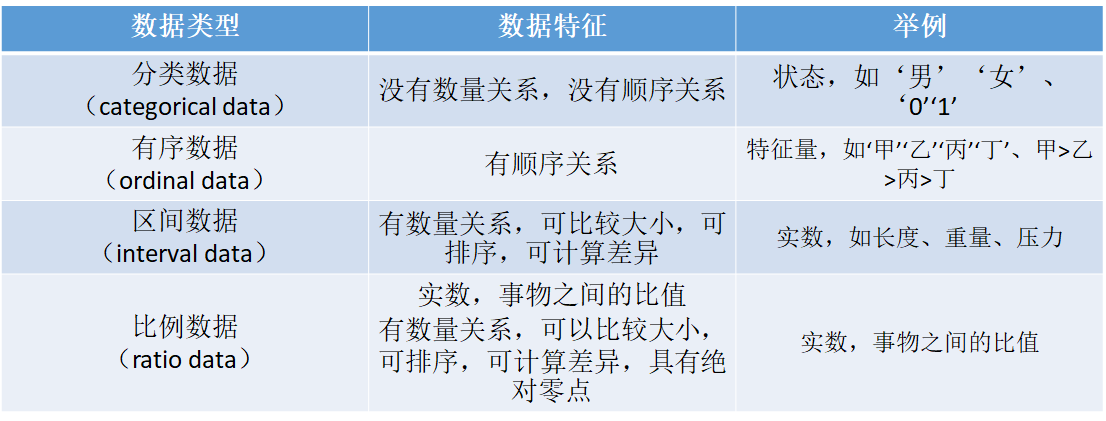 数据类型
数据特征
举例
分类数据
（categorical data）
没有数量关系，没有顺序关系
状态，如‘男’‘女’、
‘0’‘1’
有序数据
（ordinal data）
有顺序关系
特征量，如‘甲’‘乙’‘丙’‘丁’、甲>乙
>丙>丁
区间数据
（interval data）
有数量关系，可比较大小，可
排序，可计算差异
实数，如长度、重量、压力
比例数据
（ratio data）
实数，事物之间的比值
有数量关系，可以比较大小，
可排序，可计算差异，具有绝
对零点
实数，事物之间的比值